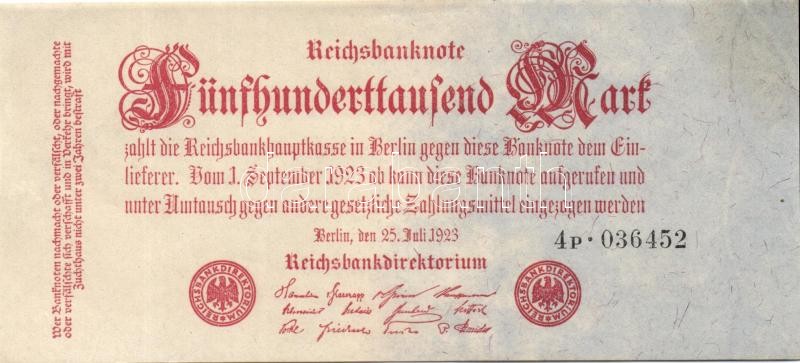 Reichsbanknote
Fünfhunderttausend Mark
zahlt die Reichsbankhauptkasse in Berlin gegen diese Banknote dem Ein-
lieferer. Vom 1. September 1923 ab kann diese Banknote aufgerufen und
unter Umtausch gegen andere gesetzliche Zahlungsmittel eingezogen werden
Berlin, den 25. Juli 1923
4P·036452
Reichsbankdirektorium
REICHSBANKDIREKTORIUM
REICHSBANKDIREKTORIUM
Wer Banknoten nachmacht oder verfälscht, oder nachgemachte
oder verfälschte sich verschafft und in Verkehr bringt, wird mit
Zuchthaus nicht unter zwei Jahren bestraft
darabanth